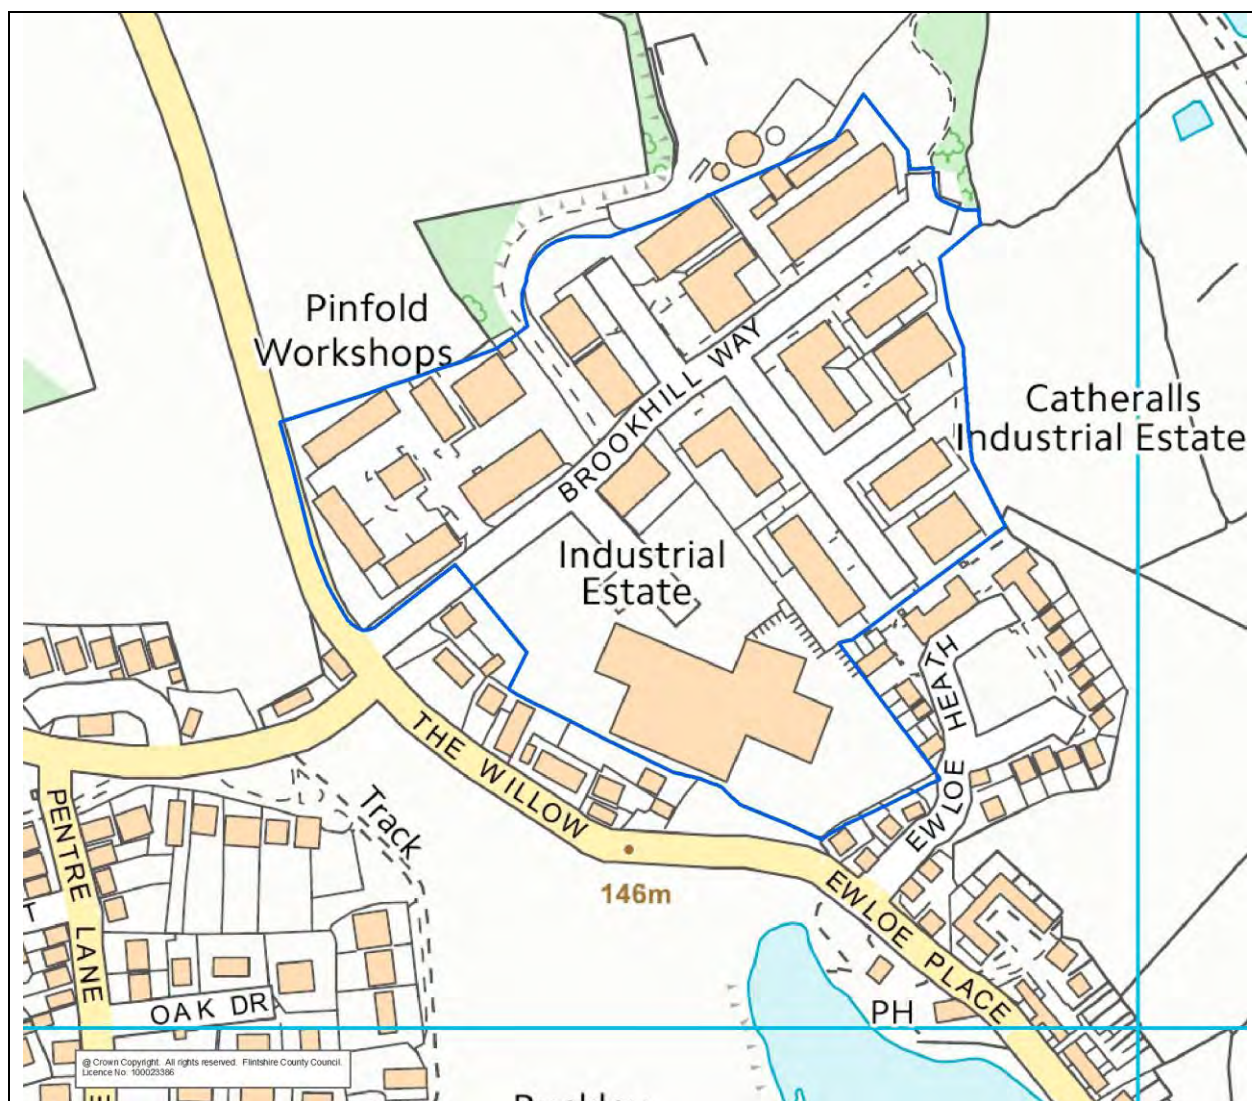 Pinfold
Workshops
BROOKHILL WAY
Catheralls
Industrial Estate
Industrial
Estate
EWLOE HEATH
THE WILLOW
Track
PENTRE LANE
146m
EWLOE PLACE
OAK DR
PH
@ Crown Copyright. All rights reserved. Flintshire County Council.
Licence No. 100023386